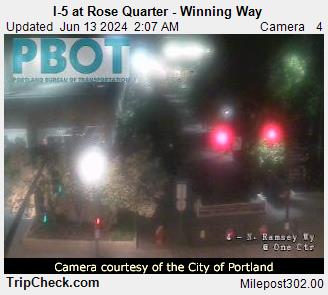 I-5 at Rose Quarter - Winning Way
Updated Jun 13 2024 2:07 AM Camera 4
PBOT
PORTLAND BUREAU OF TRANSPORTATION
4 - N. Ramsey Wy
@ One Ctr
Camera courtesy of the City of Portland
TripCheck.com Milepost302.00